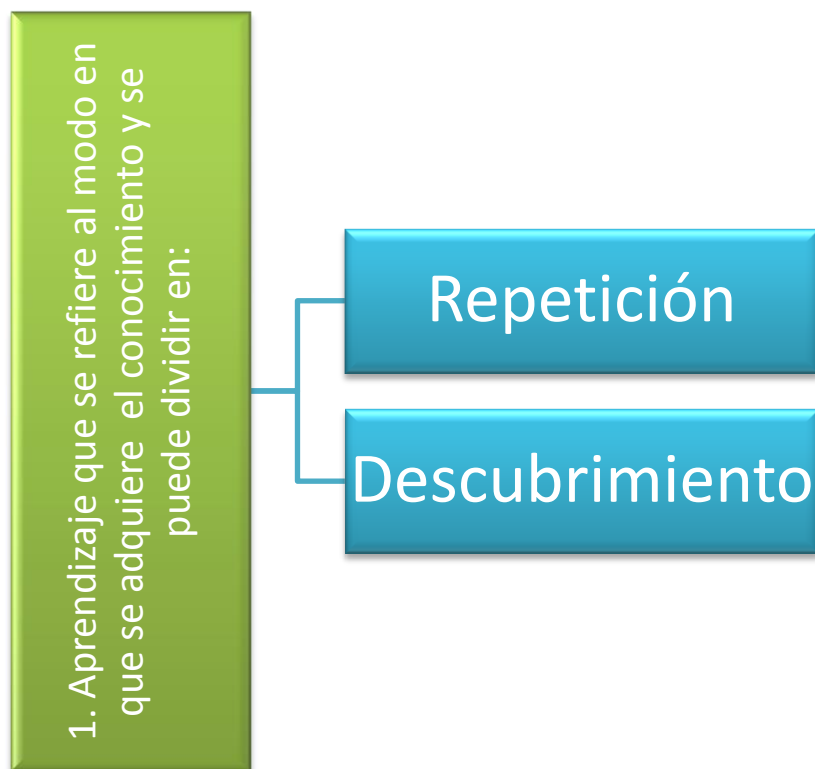 1. Aprendizaje que se refiere al modo en
que se adquiere el conocimiento y se
puede dividir en:
Repetición
Descubrimiento